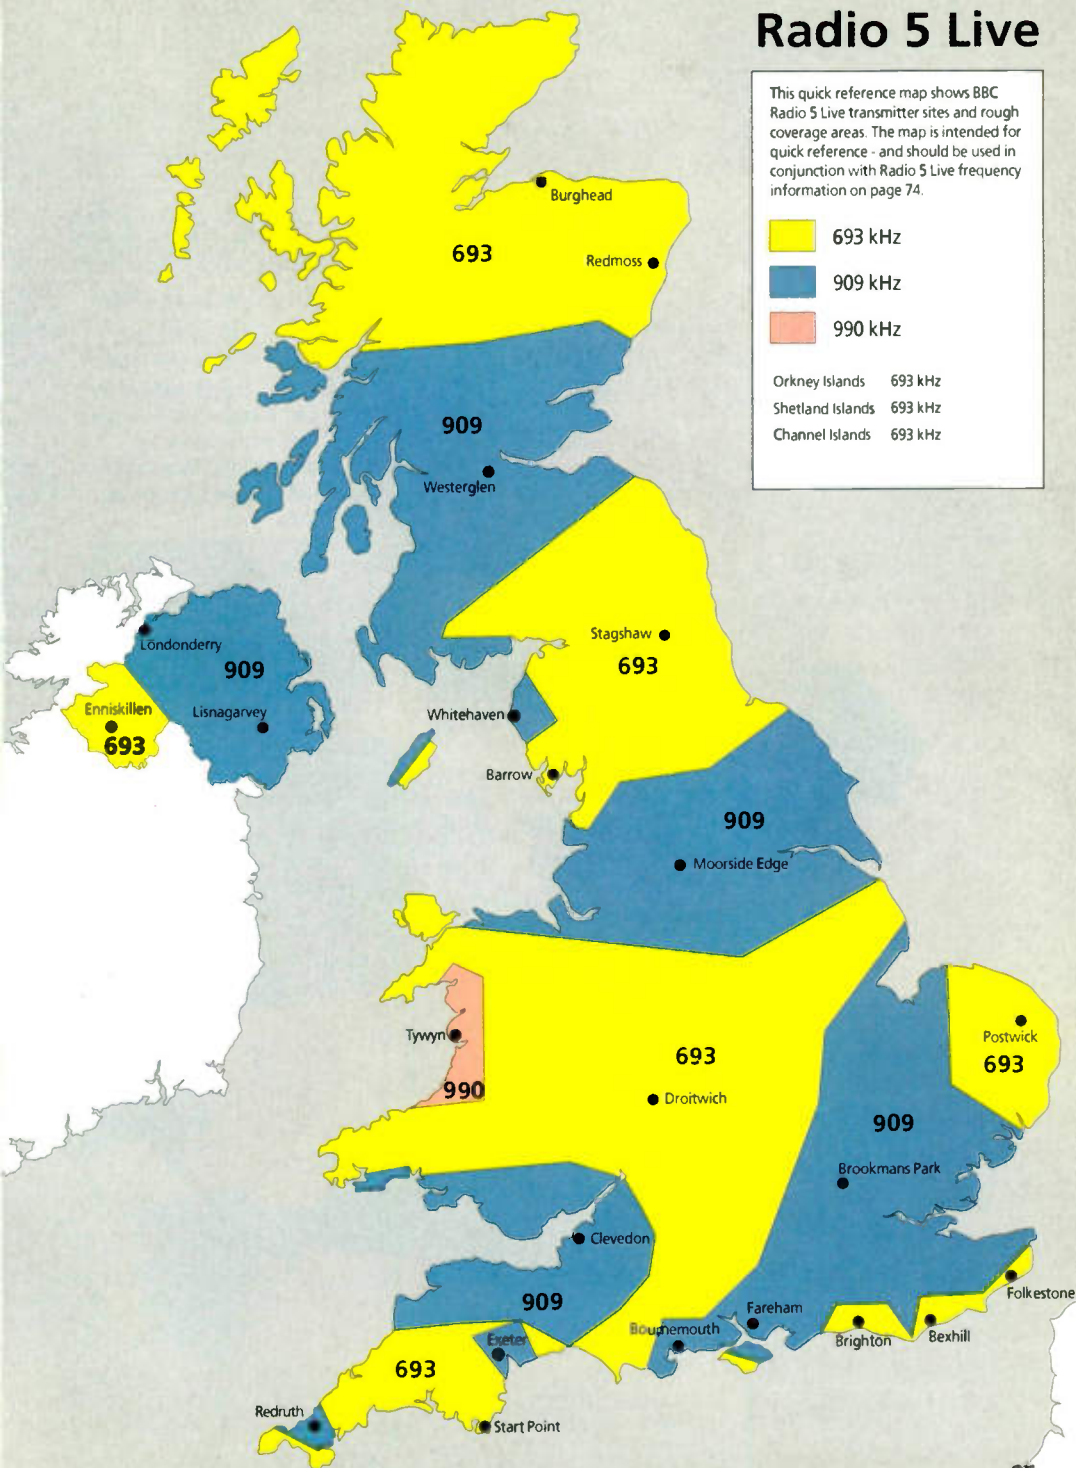 Radio 5 Live
This quick reference map shows BBC
Radio 5 Live transmitter sites and rough
coverage areas. The map is intended for
quick reference - and should be used in
conjunction with Radio 5 Live frequency
information on page 74.
693 kHz
909 kHz
990 kHz
Orkney Islands 693 kHz
Shetland Islands 693 kHz
Channel Islands 693 kHz
Burghead
693
Redmoss
909
Westerglen
Stagshaw
693
Londonderry
909
Enniskillen
Lisnagarvey
693
Whitehaven
Barrow
909
Moorside Edge
Tywyn
990
693
Droitwich
Postwick
693
909
Brookmans Park
Clevedon
909
Folkestone
Fareham
Bournemouth
Brighton
Bexhill
Exeter
693
Redruth
Start Point